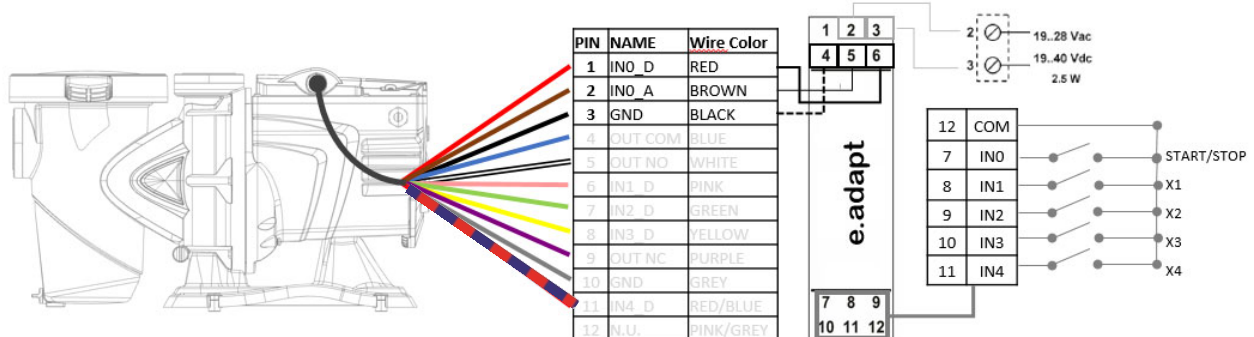 PIN NAME Wire Color
1 IN0_D RED
2 IN0_A BROWN
3 GND BLACK
4 OUT COM BLUE
5 OUT NO WHITE
6 IN1_D PINK
7 IN2_D GREEN
8 IN3_D YELLOW
9 OUT NC PURPLE
10 GND GREY
11 IN4_D RED/BLUE
12 N.U. PINK/GREY
1 2 3
4 5 6
e.adapt
7 8 9
10 11 12
2 19..28 Vac
3 19..40 Vdc
2.5 W
12 COM
7 IN0 START/STOP
8 IN1 X1
9 IN2 X2
10 IN3 X3
11 IN4 X4